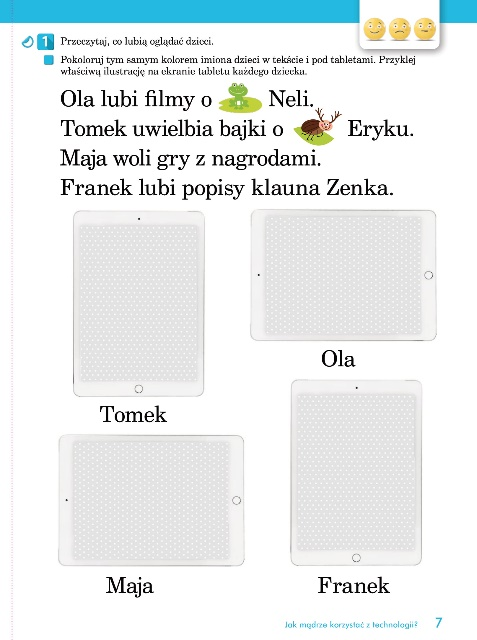 1 Przeczytaj, co lubią oglądać dzieci.
Pokoloruj tym samym kolorem imiona dzieci w tekście i pod tabletami. Przyklej
właściwą ilustrację na ekranie tabletu każdego dziecka.
Ola lubi filmy o Neli.
Tomek uwielbia bajki o Eryku.
Maja woli gry z nagrodami.
Franek lubi popisy klauna Zenka.
Ola
Tomek
Maja
Franek
Jak mądrze korzystać z technologii? 7